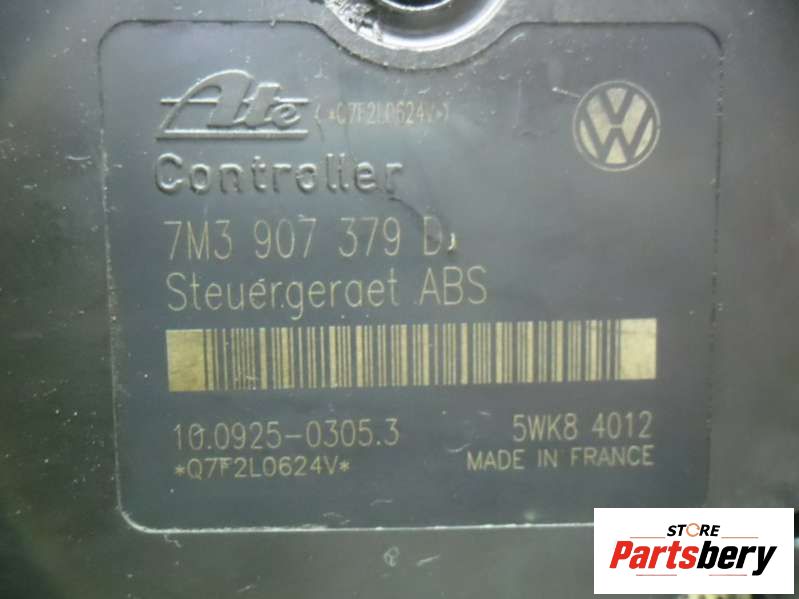 Ate (*Q7F2L0624V*)
Controller
7M3 907 379 D
Steuergeraet ABS
10.0925-0305.3 5WK8 4012
*Q7F2L0624V* MADE IN FRANCE
STORE
Partsbery